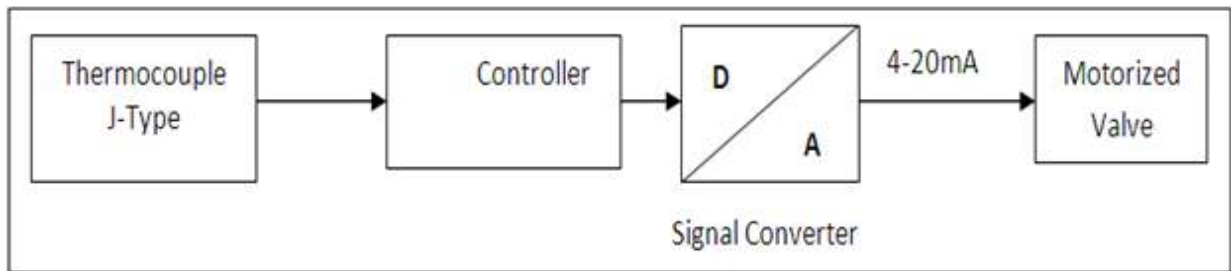 Thermocouple
J-Type
Controller
D
A
4-20mA
Motorized
Valve
Signal Converter